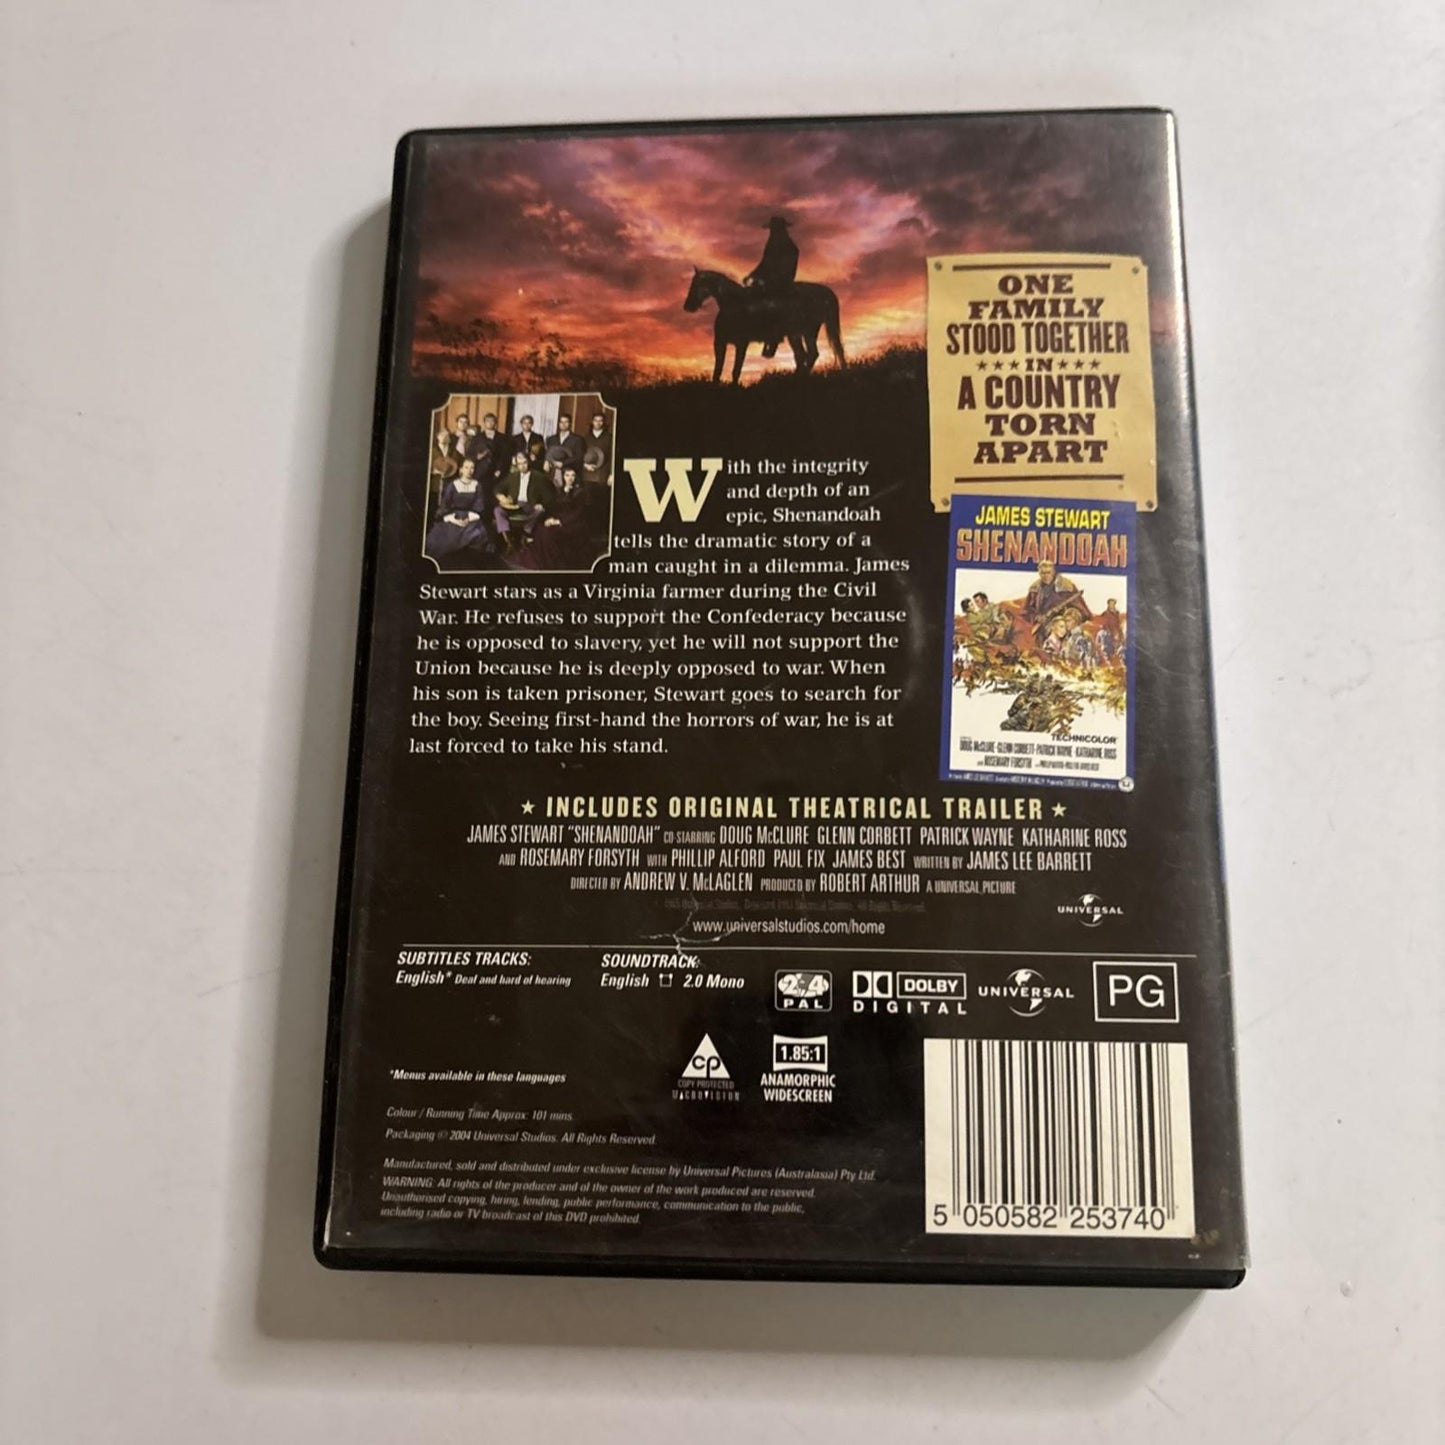 ONE
FAMILY
STOOD TOGETHER
IN
A COUNTRY
TORN
APART
With the integrity
and depth of an
epic, Shenandoah
tells the dramatic story of a
man caught in a dilemma. James
Stewart stars as a Virginia farmer during the Civil
War. He refuses to support the Confederacy because
he is opposed to slavery, yet he will not support the
Union because he is deeply opposed to war. When
his son is taken prisoner, Stewart goes to search for
the boy. Seeing first-hand the horrors of war, he is at
last forced to take his stand.
JAMES STEWART
SHENANDOAH
TECHNICOLOR
DOUG McCLURE · GLENN CORBETT · PATRICK WAYNE · KATHARINE ROSS
ROSEMARY FORSYTH
★ INCLUDES ORIGINAL THEATRICAL TRAILER ★
JAMES STEWART "SHENANDOAH" CO-STARRING DOUG McCLURE GLENN CORBETT PATRICK WAYNE KATHARINE ROSS
AND ROSEMARY FORSYTH WITH PHILLIP ALFORD PAUL FIX JAMES BEST WRITTEN BY JAMES LEE BARRETT
DIRECTED BY ANDREW V. McLAGLEN PRODUCED BY ROBERT ARTHUR A UNIVERSAL PICTURE
UNIVERSAL
www.universalstudios.com/home
SUBTITLES TRACKS:
English* Deaf and hard of hearing
SOUNDTRACK:
English 2.0 Mono
2 4
PAL
DOLBY
DIGITAL
UNIVERSAL
PG
CP
COPY PROTECTED
MACROVISION
1.85:1
ANAMORPHIC
WIDESCREEN
*Menus available in these languages
Colour / Running Time Approx: 101 mins.
Packaging © 2004 Universal Studios. All Rights Reserved.
Manufactured, sold and distributed under exclusive license by Universal Pictures (Australasia) Pty Ltd.
WARNING: All rights of the producer and of the owner of the work produced are reserved.
Unauthorised copying, hiring, lending, public performance, communication to the public,
including radio or TV broadcast of this DVD prohibited.
5 050582 253740